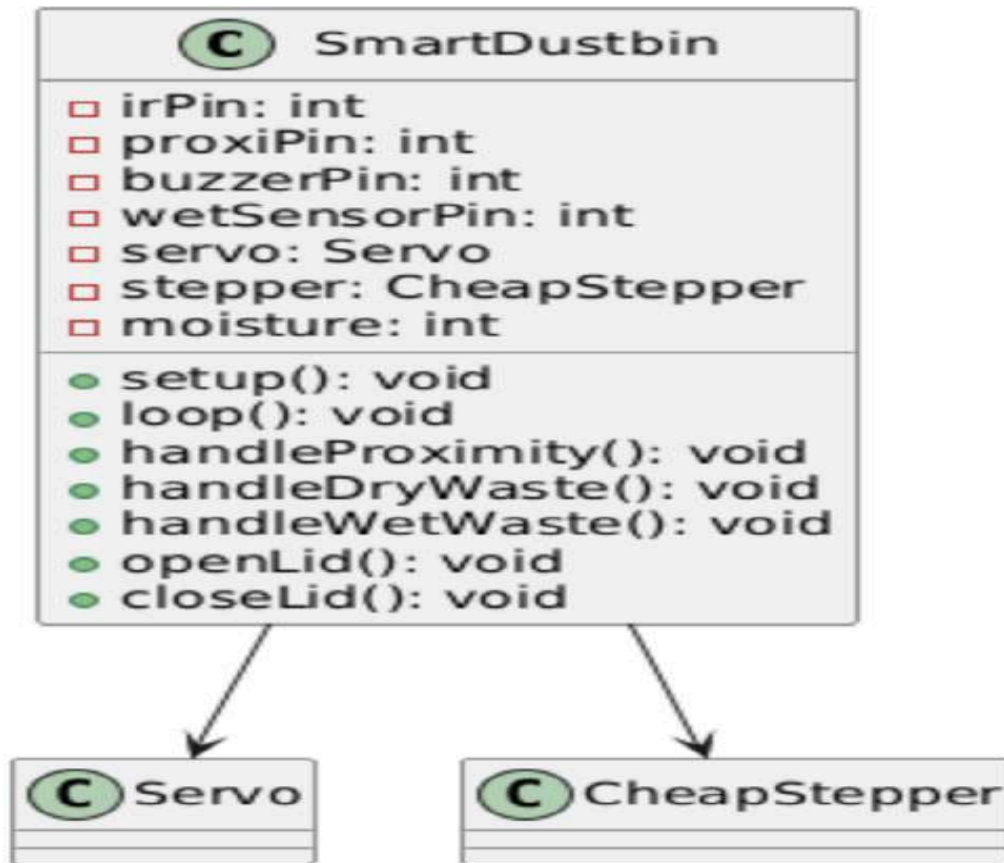 C SmartDustbin
irPin: int
proxiPin: int
buzzerPin: int
wetSensorPin: int
servo: Servo
stepper: CheapStepper
moisture: int
setup(): void
loop(): void
handleProximity(): void
handleDryWaste(): void
handleWetWaste(): void
openLid(): void
closeLid(): void
C Servo
C CheapStepper